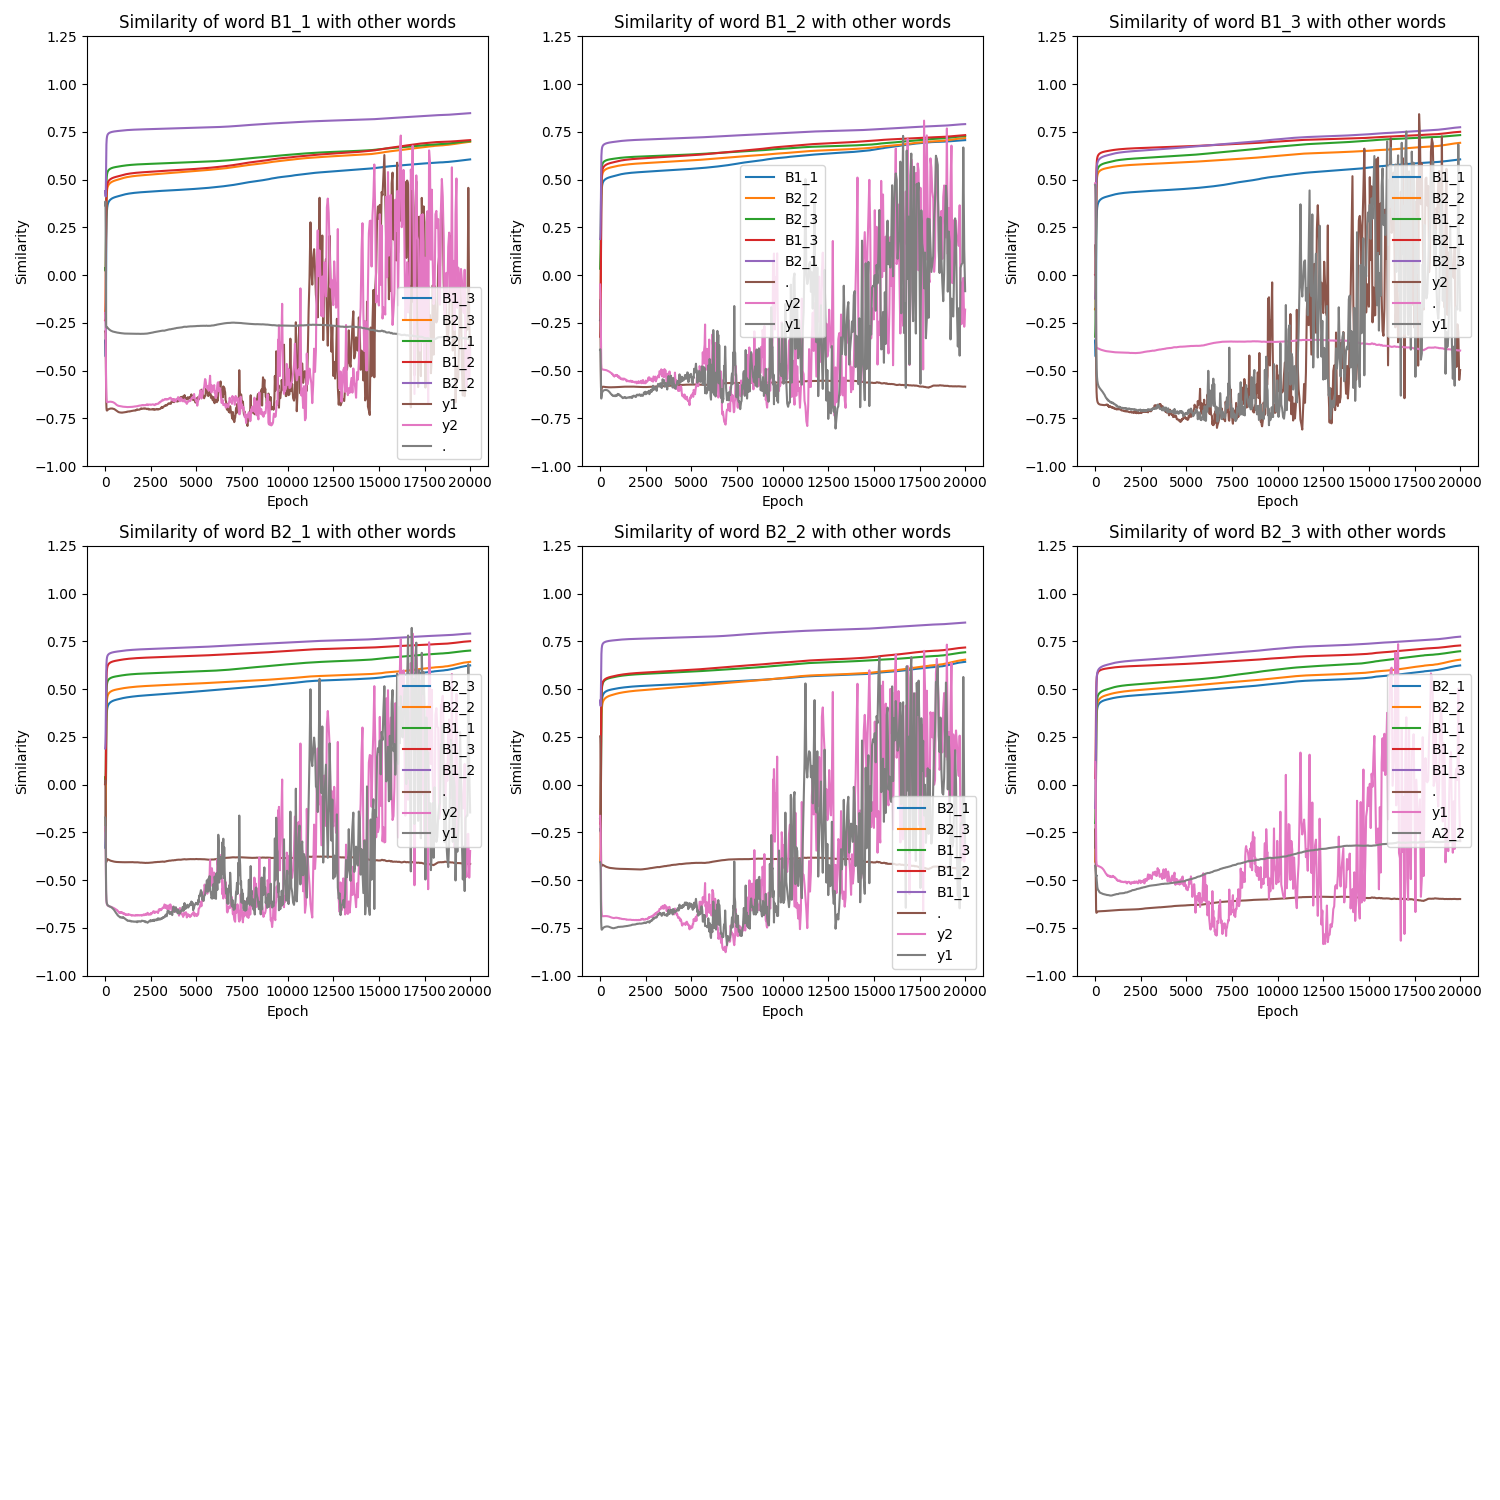 Similarity of word B1_1 with other words
1.25
1.00
0.75
0.50
0.25
0.00
−0.25
−0.50
−0.75
−1.00
Similarity
B1_3
B2_3
B2_1
B1_2
B2_2
y1
y2
.
0 2500 5000 7500 10000 12500 15000 17500 20000
Epoch
Similarity of word B1_2 with other words
1.25
1.00
0.75
0.50
0.25
0.00
−0.25
−0.50
−0.75
−1.00
Similarity
B1_1
B2_2
B2_3
B1_3
B2_1
.
y2
y1
0 2500 5000 7500 10000 12500 15000 17500 20000
Epoch
Similarity of word B1_3 with other words
1.25
1.00
0.75
0.50
0.25
0.00
−0.25
−0.50
−0.75
−1.00
Similarity
B1_1
B2_2
B1_2
B2_1
B2_3
y2
.
y1
0 2500 5000 7500 10000 12500 15000 17500 20000
Epoch
Similarity of word B2_1 with other words
1.25
1.00
0.75
0.50
0.25
0.00
−0.25
−0.50
−0.75
−1.00
Similarity
B2_3
B2_2
B1_1
B1_3
B1_2
.
y2
y1
0 2500 5000 7500 10000 12500 15000 17500 20000
Epoch
Similarity of word B2_2 with other words
1.25
1.00
0.75
0.50
0.25
0.00
−0.25
−0.50
−0.75
−1.00
Similarity
B2_1
B2_3
B1_3
B1_2
B1_1
.
y2
y1
0 2500 5000 7500 10000 12500 15000 17500 20000
Epoch
Similarity of word B2_3 with other words
1.25
1.00
0.75
0.50
0.25
0.00
−0.25
−0.50
−0.75
−1.00
Similarity
B2_1
B2_2
B1_1
B1_2
B1_3
.
y1
A2_2
0 2500 5000 7500 10000 12500 15000 17500 20000
Epoch